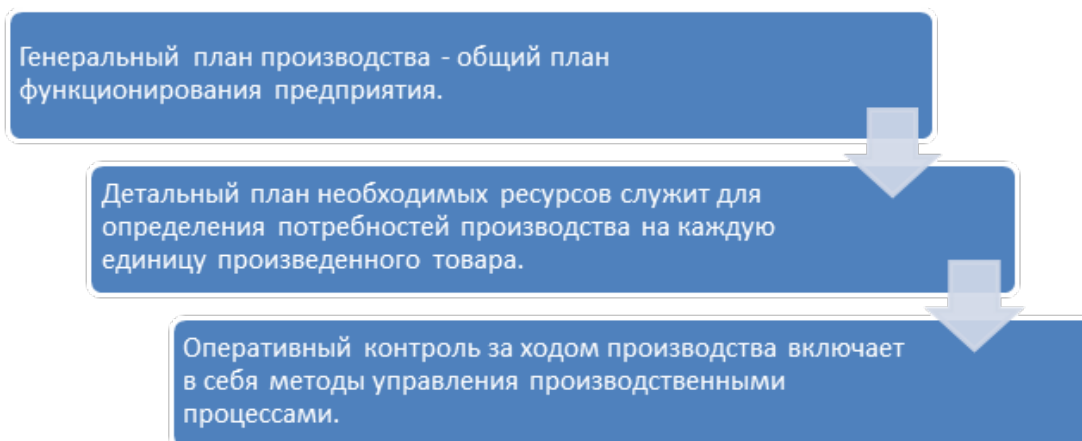 Генеральный план производства - общий план
функционирования предприятия.
Детальный план необходимых ресурсов служит для
определения потребностей производства на каждую
единицу произведенного товара.
Оперативный контроль за ходом производства включает
в себя методы управления производственными
процессами.